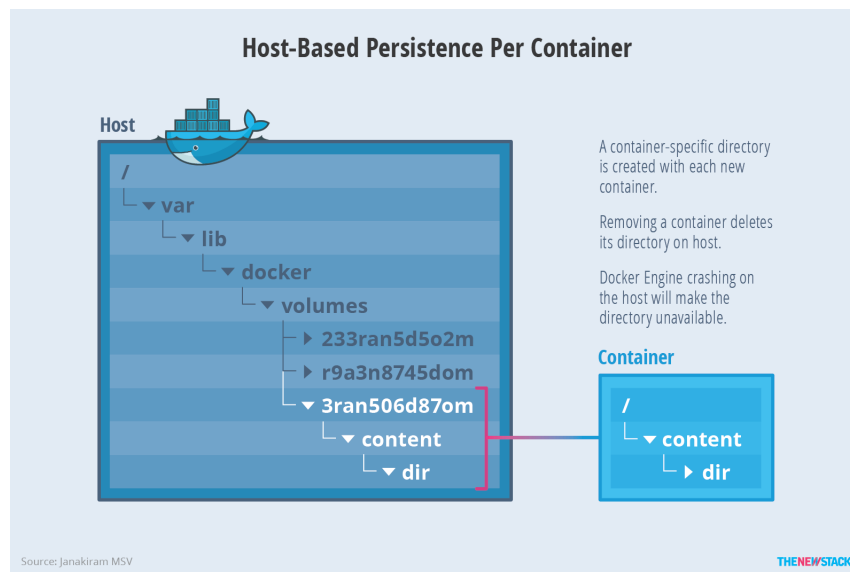 Host-Based Persistence Per Container
Host
/
var
lib
docker
volumes
233ran5d5o2m
r9a3n8745dom
3ran506d87om
content
dir
A container-specific directory
is created with each new
container.
Removing a container deletes
its directory on host.
Docker Engine crashing on
the host will make the
directory unavailable.
Container
/
content
dir
Source: Janakiram MSV
THENEWSTACK